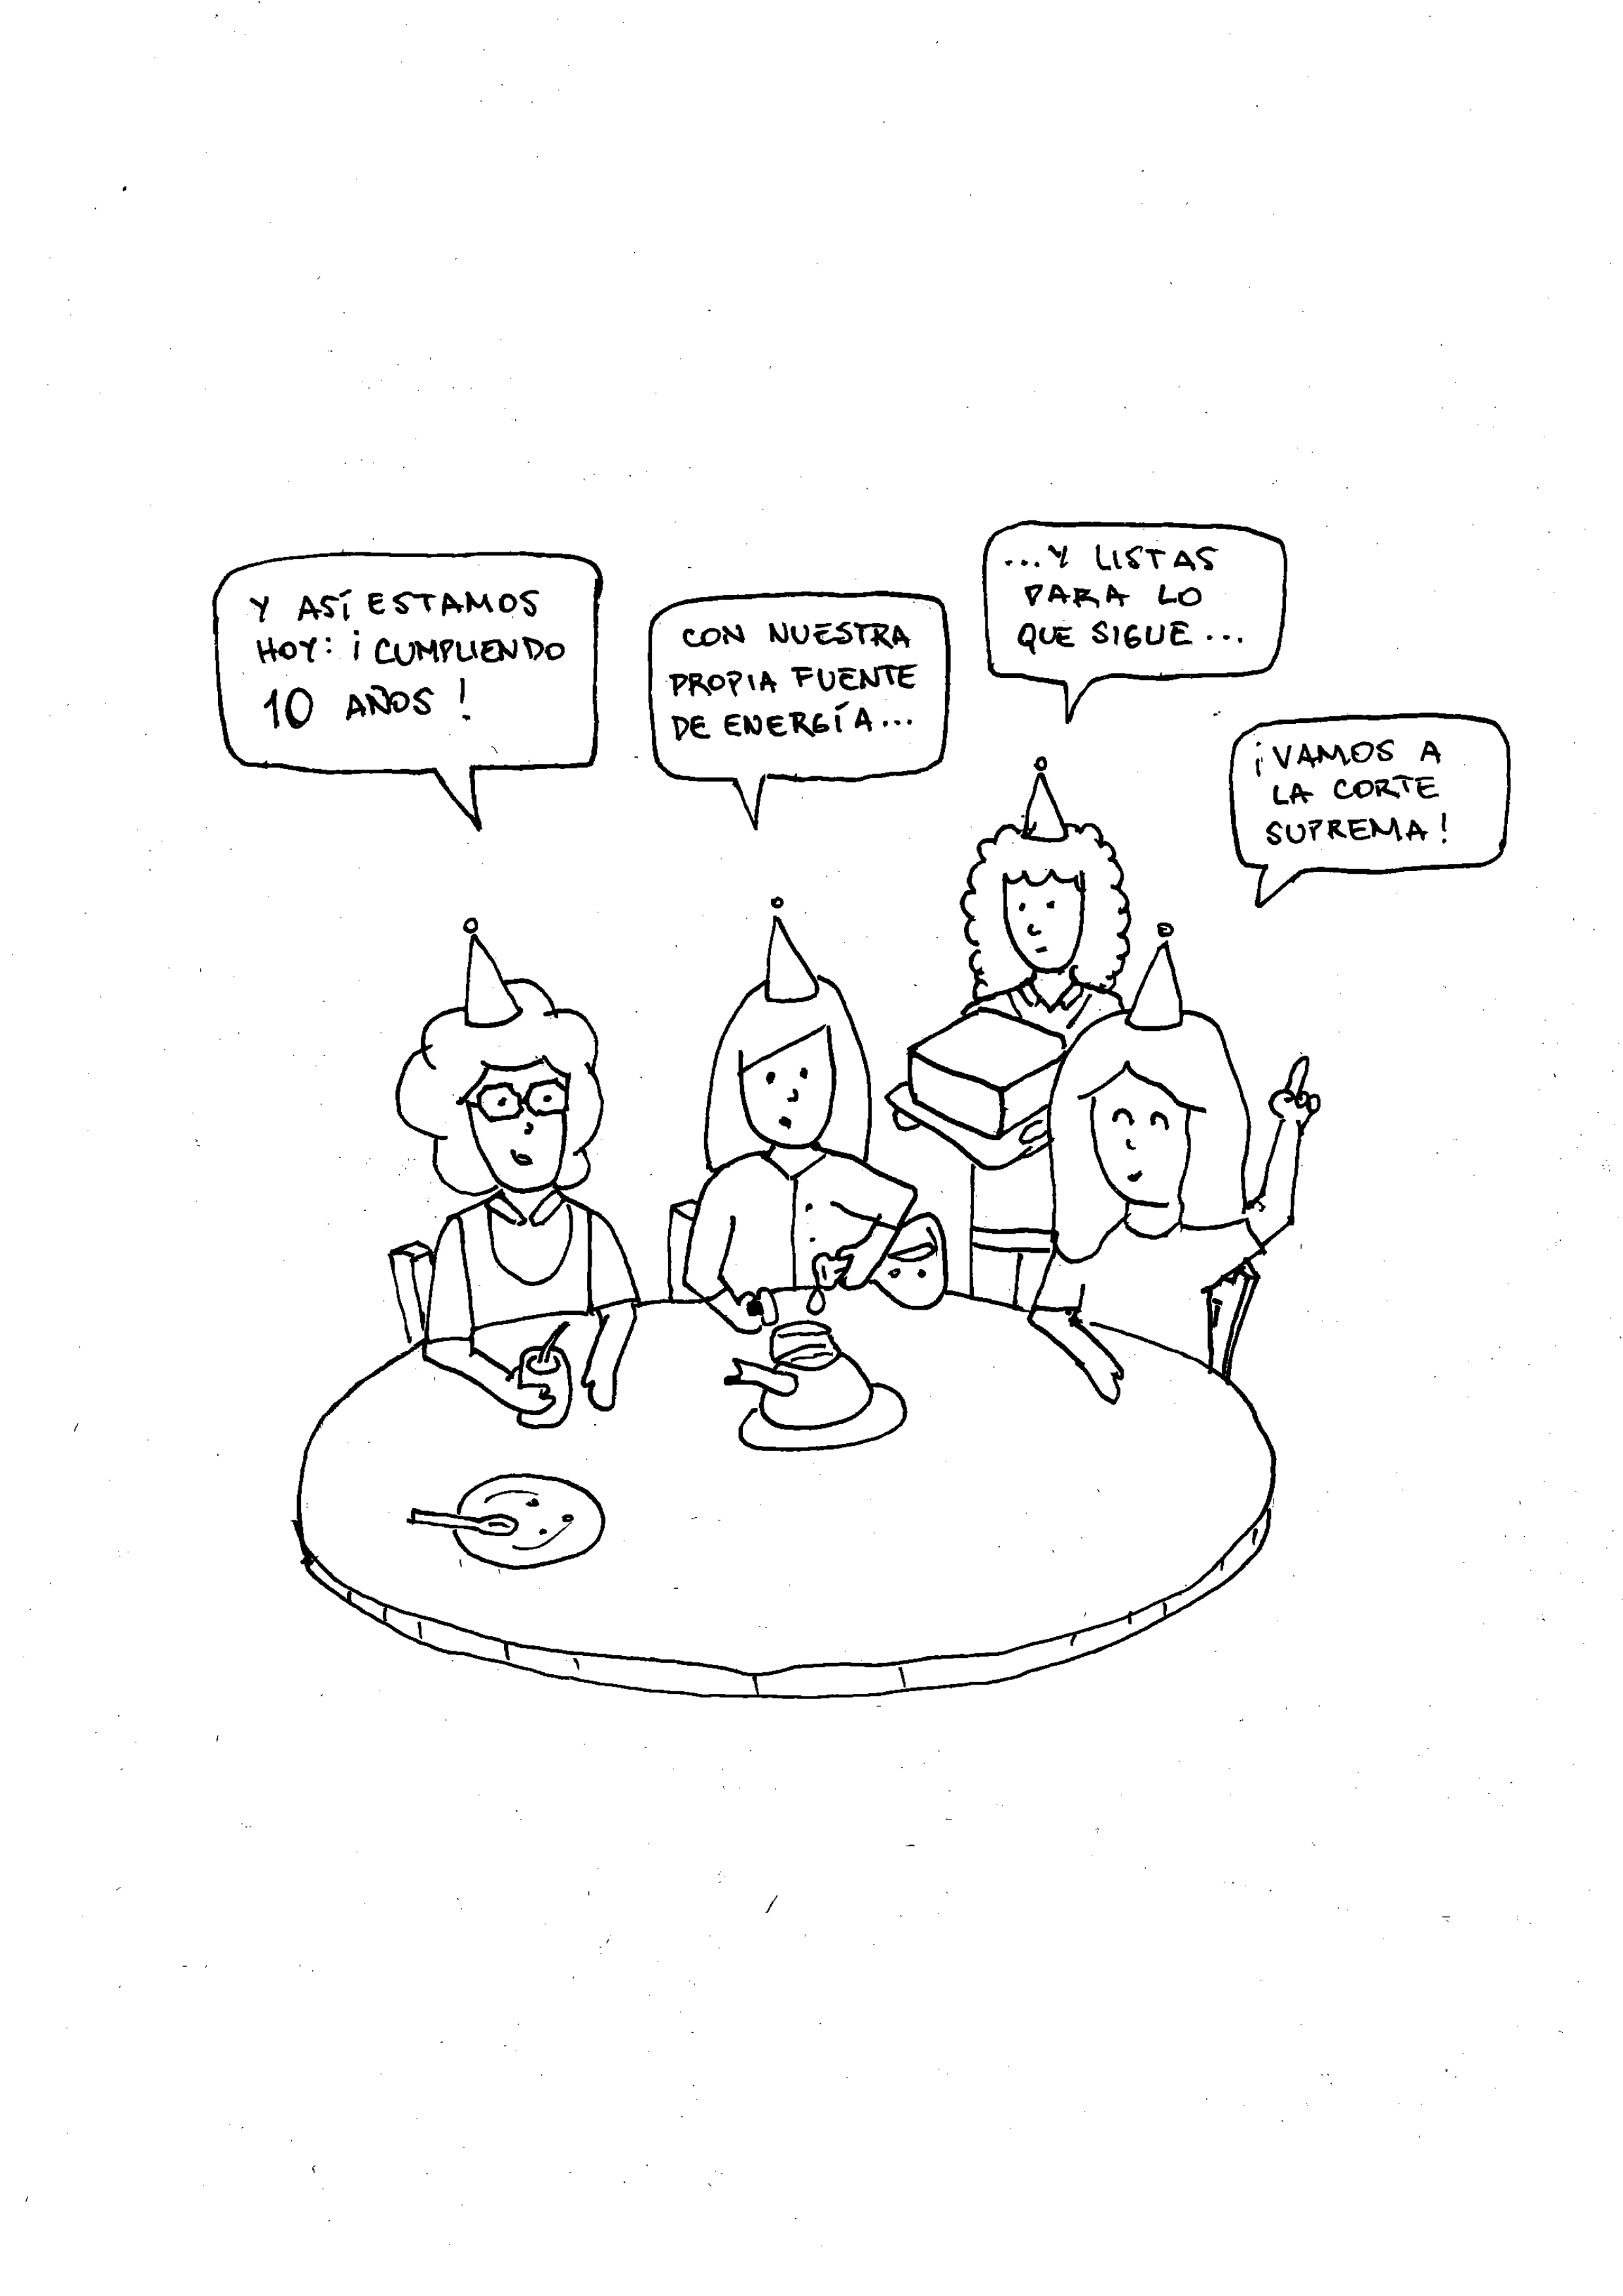 Y ASÍ ESTAMOS
HOY: ¡CUMPLIENDO
10 AÑOS!
CON NUESTRA
PROPIA FUENTE
DE ENERGÍA...
...Y LISTAS
PARA LO
QUE SIGUE...
¡VAMOS A
LA CORTE
SUPREMA!